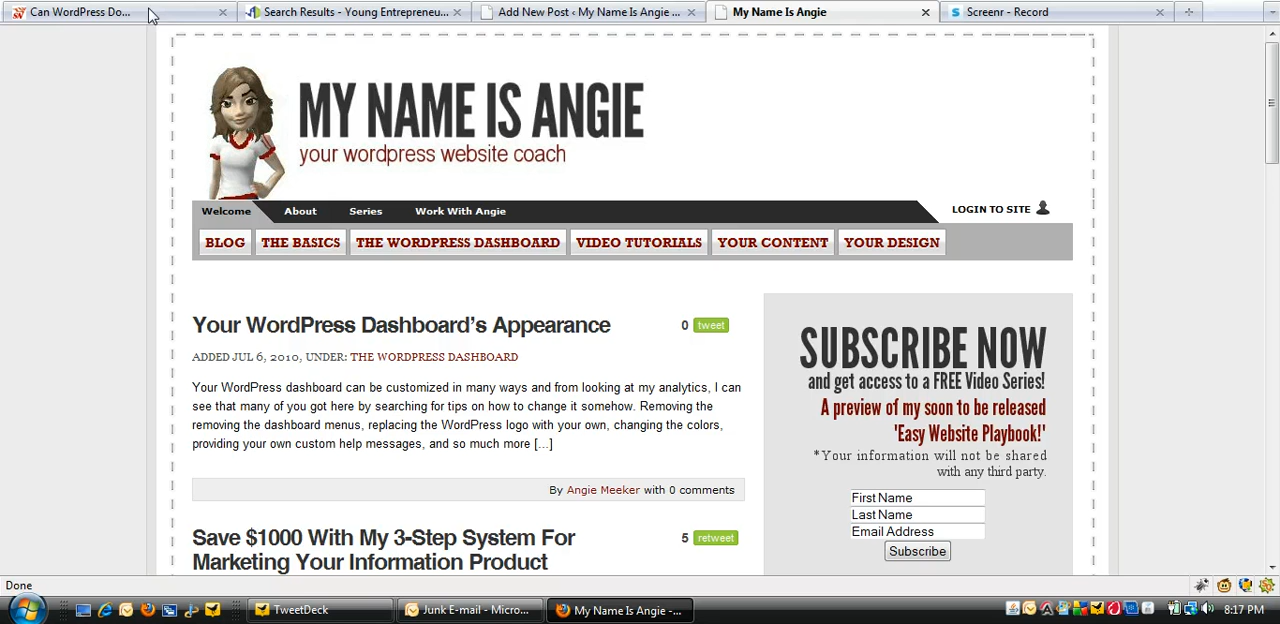 Can WordPress Do...
Search Results - Young Entrepreneu...
Add New Post ‹ My Name Is Angie ...
My Name Is Angie
Screenr - Record
MY NAME IS ANGIE
your wordpress website coach
Welcome
About
Series
Work With Angie
LOGIN TO SITE
BLOG
THE BASICS
THE WORDPRESS DASHBOARD
VIDEO TUTORIALS
YOUR CONTENT
YOUR DESIGN
Your WordPress Dashboard’s Appearance
0 tweet
ADDED JUL 6, 2010, UNDER: THE WORDPRESS DASHBOARD
Your WordPress dashboard can be customized in many ways and from looking at my analytics, I can
see that many of you got here by searching for tips on how to change it somehow. Removing the
removing the dashboard menus, replacing the WordPress logo with your own, changing the colors,
providing your own custom help messages, and so much more [...]
By Angie Meeker with 0 comments
Save $1000 With My 3-Step System For
Marketing Your Information Product
5 retweet
SUBSCRIBE NOW
and get access to a FREE Video Series!
A preview of my soon to be released
'Easy Website Playbook!'
*Your information will not be shared
with any third party.
First Name
Last Name
Email Address
Subscribe
Done
TweetDeck
Junk E-mail - Micro...
My Name Is Angie -...
8:17 PM